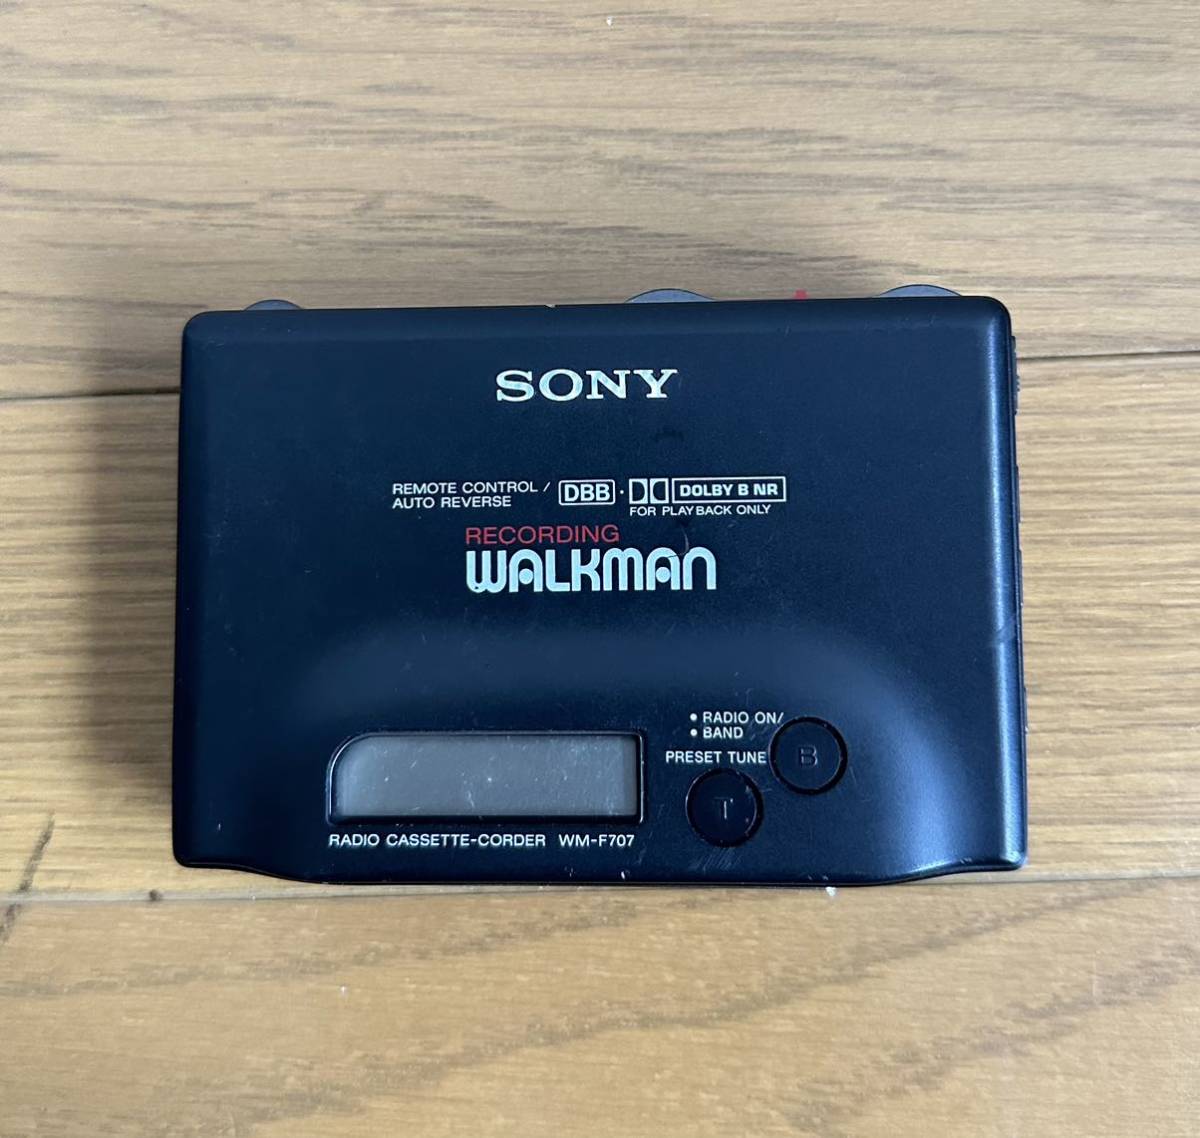 SONY
REMOTE CONTROL /
AUTO REVERSE
DBB · DOLBY B NR
FOR PLAYBACK ONLY
RECORDING
WALKMAN
• RADIO ON/
• BAND
B
PRESET TUNE
T
RADIO CASSETTE-CORDER WM-F707